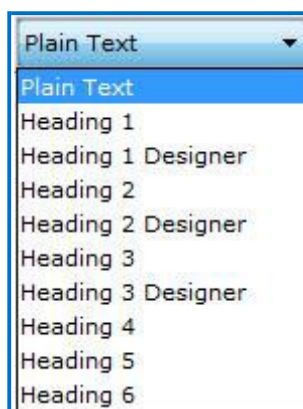 Plain Text
Plain Text
Heading 1
Heading 1 Designer
Heading 2
Heading 2 Designer
Heading 3
Heading 3 Designer
Heading 4
Heading 5
Heading 6